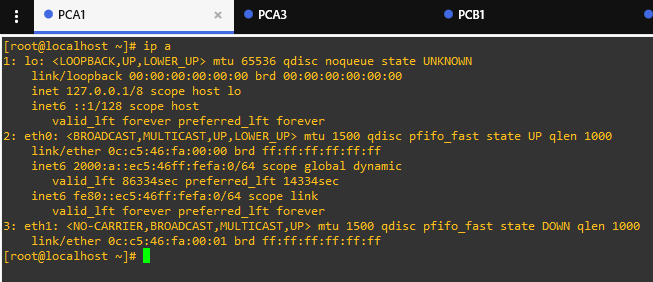 PCA1 × PCA3 PCB1
[root@localhost ~]# ip a
1: lo: <LOOPBACK,UP,LOWER_UP> mtu 65536 qdisc noqueue state UNKNOWN
    link/loopback 00:00:00:00:00:00 brd 00:00:00:00:00:00
    inet 127.0.0.1/8 scope host lo
    inet6 ::1/128 scope host
       valid_lft forever preferred_lft forever
2: eth0: <BROADCAST,MULTICAST,UP,LOWER_UP> mtu 1500 qdisc pfifo_fast state UP qlen 1000
    link/ether 0c:c5:46:fa:00:00 brd ff:ff:ff:ff:ff:ff
    inet6 2000:a::ec5:46ff:fefa:0/64 scope global dynamic
       valid_lft 86334sec preferred_lft 14334sec
    inet6 fe80::ec5:46ff:fefa:0/64 scope link
       valid_lft forever preferred_lft forever
3: eth1: <NO-CARRIER,BROADCAST,MULTICAST,UP> mtu 1500 qdisc pfifo_fast state DOWN qlen 1000
    link/ether 0c:c5:46:fa:00:01 brd ff:ff:ff:ff:ff:ff
[root@localhost ~]#